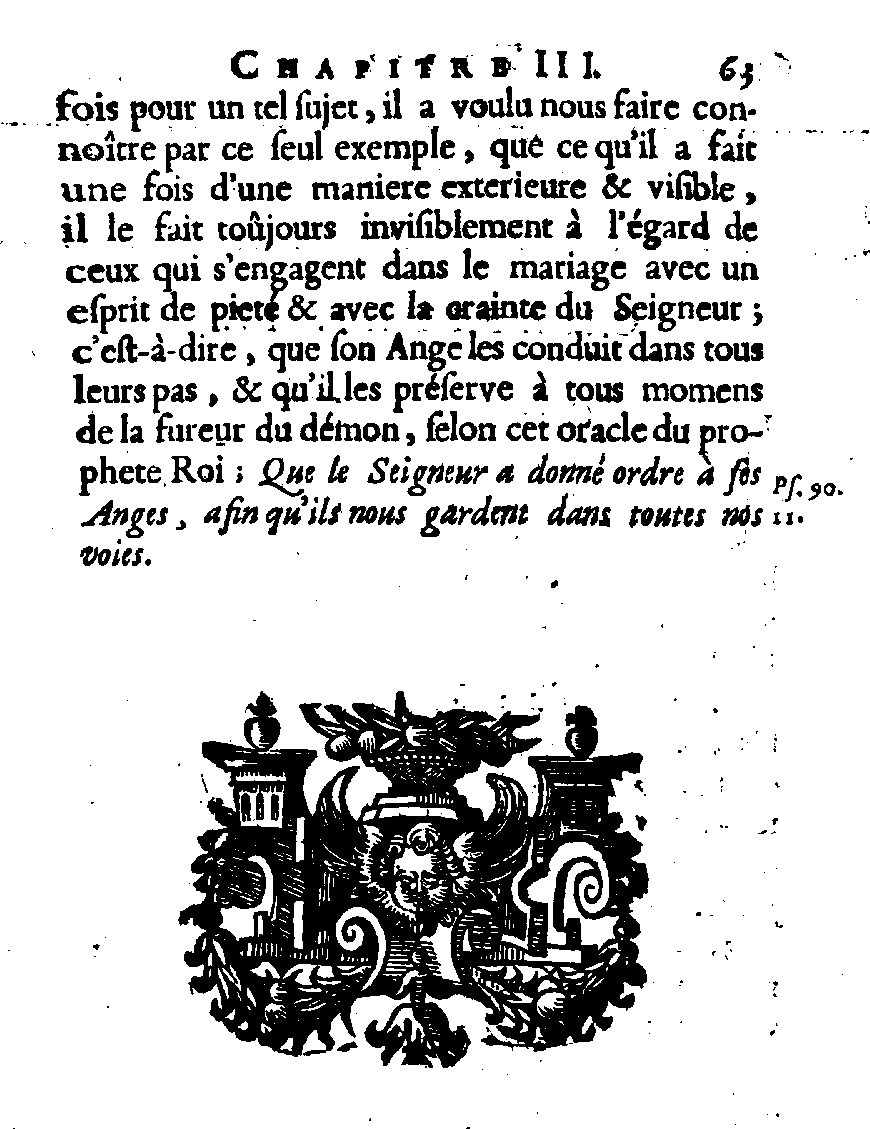 CHAPITRE III. 63
fois pour un tel ſujet, il a voulu nous faire con-
noître par ce ſeul exemple, que ce qu'il a fait
une fois d'une maniere exterieure & viſible,
il le fait toûjours inviſiblement à l'égard de
ceux qui s'engagent dans le mariage avec un
eſprit de pieté & avec la crainte du Seigneur ;
c'eſt-à-dire, que ſon Ange les conduit dans tous
leurs pas, & qu'il les préſerve à tous momens
de la fureur du démon, ſelon cet oracle du pro-
phete Roi ; Que le Seigneur a donné ordre à ſes
Anges, afin qu'ils nous gardent dans toutes nos
voies.
Pſ. 90.
11.